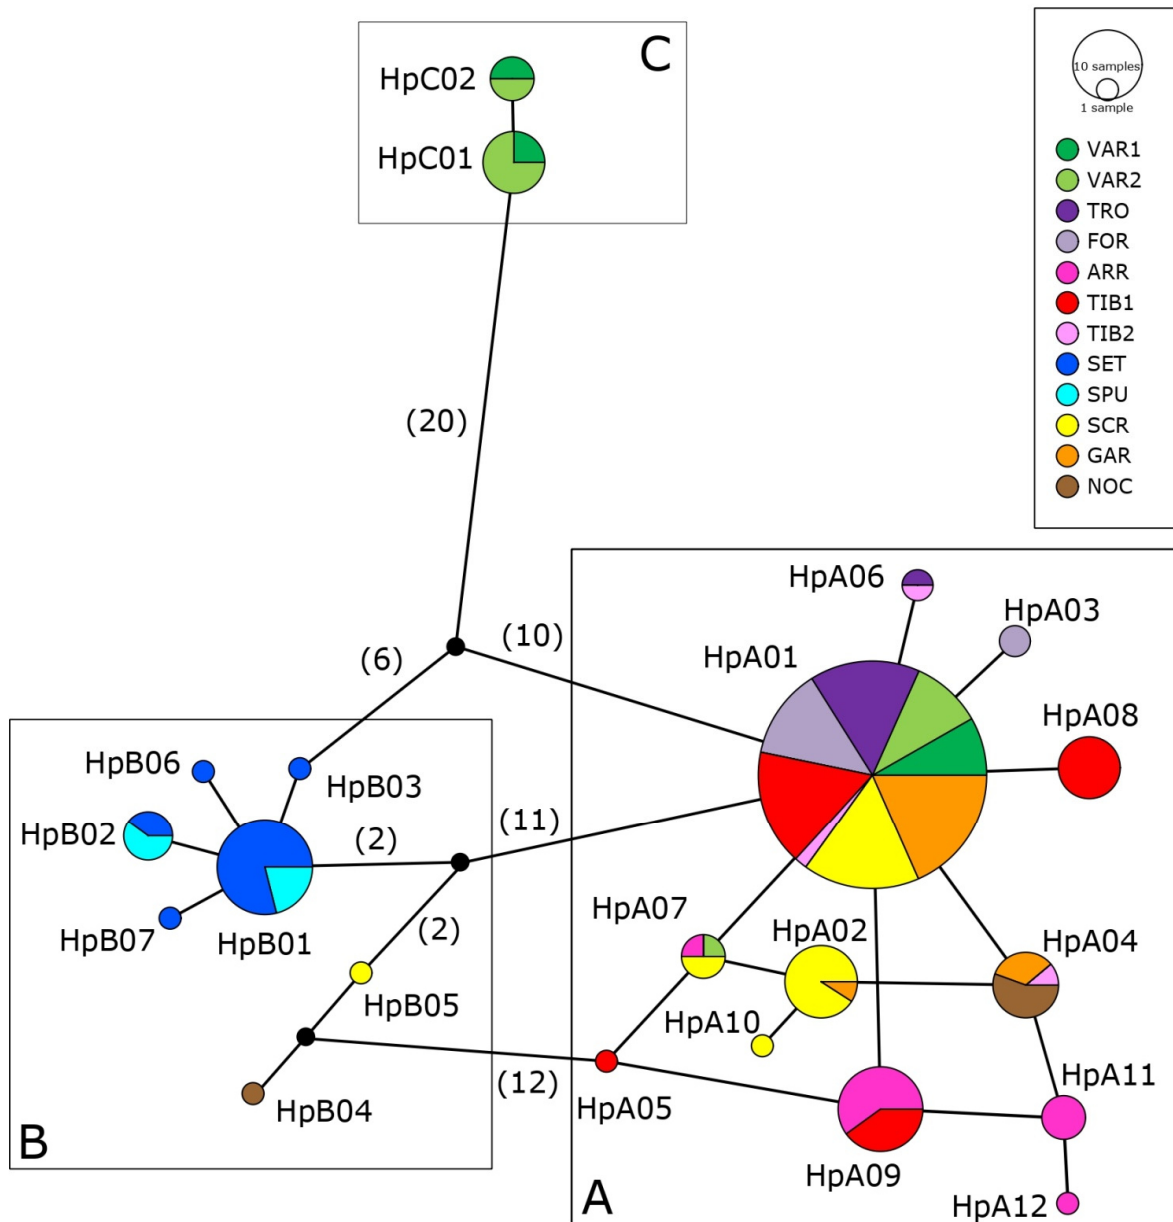 C
HpC02
HpC01
10 samples
1 sample
VAR1
VAR2
TRO
FOR
ARR
TIB1
TIB2
SET
SPU
SCR
GAR
NOC
(20)
(10)
(6)
HpA06
HpA03
HpA01
HpA08
HpB06
HpB03
HpB02
(2)
(11)
HpB07
HpB01
(2)
HpB05
HpA07
HpA02
HpA04
HpA10
(12)
HpA05
HpA11
HpB04
B
HpA09
HpA12
A